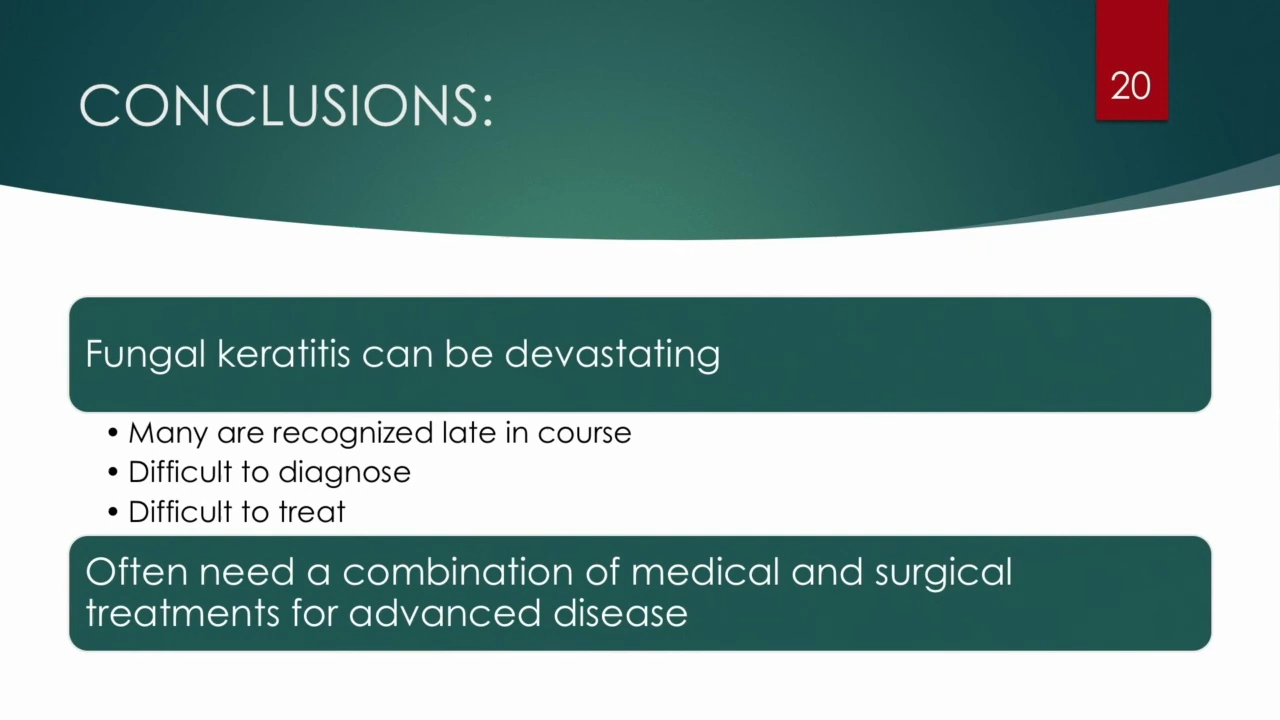 CONCLUSIONS:
20
Fungal keratitis can be devastating
• Many are recognized late in course
• Difficult to diagnose
• Difficult to treat
Often need a combination of medical and surgical
treatments for advanced disease